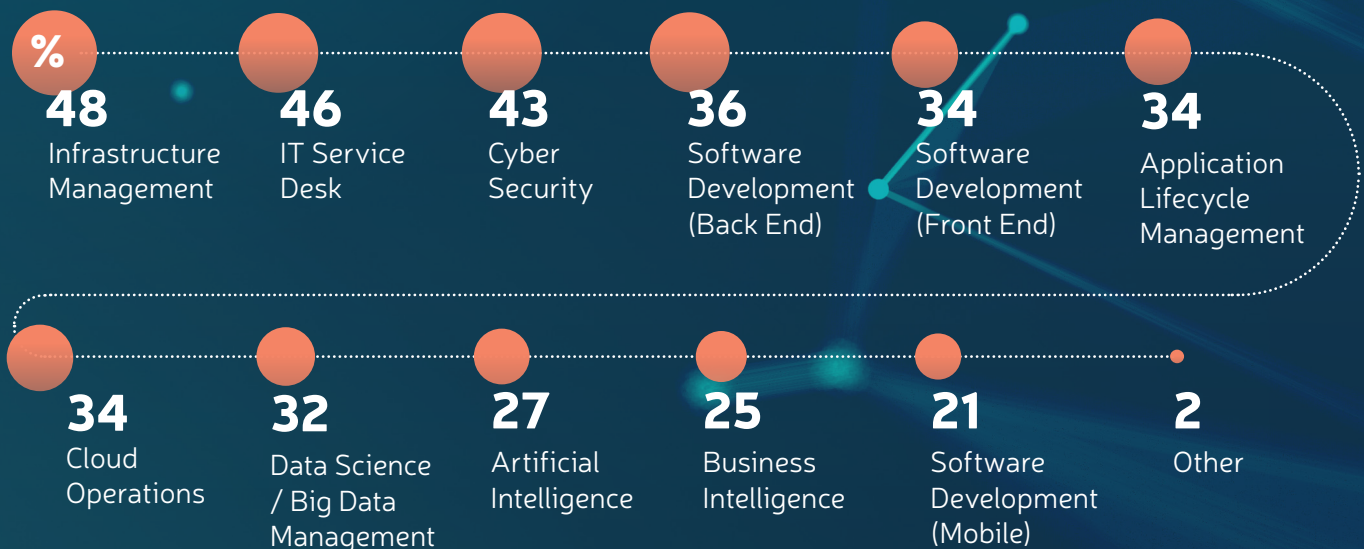 %
48
Infrastructure
Management
46
IT Service
Desk
43
Cyber
Security
36
Software
Development
(Back End)
34
Software
Development
(Front End)
34
Application
Lifecycle
Management
34
Cloud
Operations
32
Data Science
/ Big Data
Management
27
Artificial
Intelligence
25
Business
Intelligence
21
Software
Development
(Mobile)
2
Other